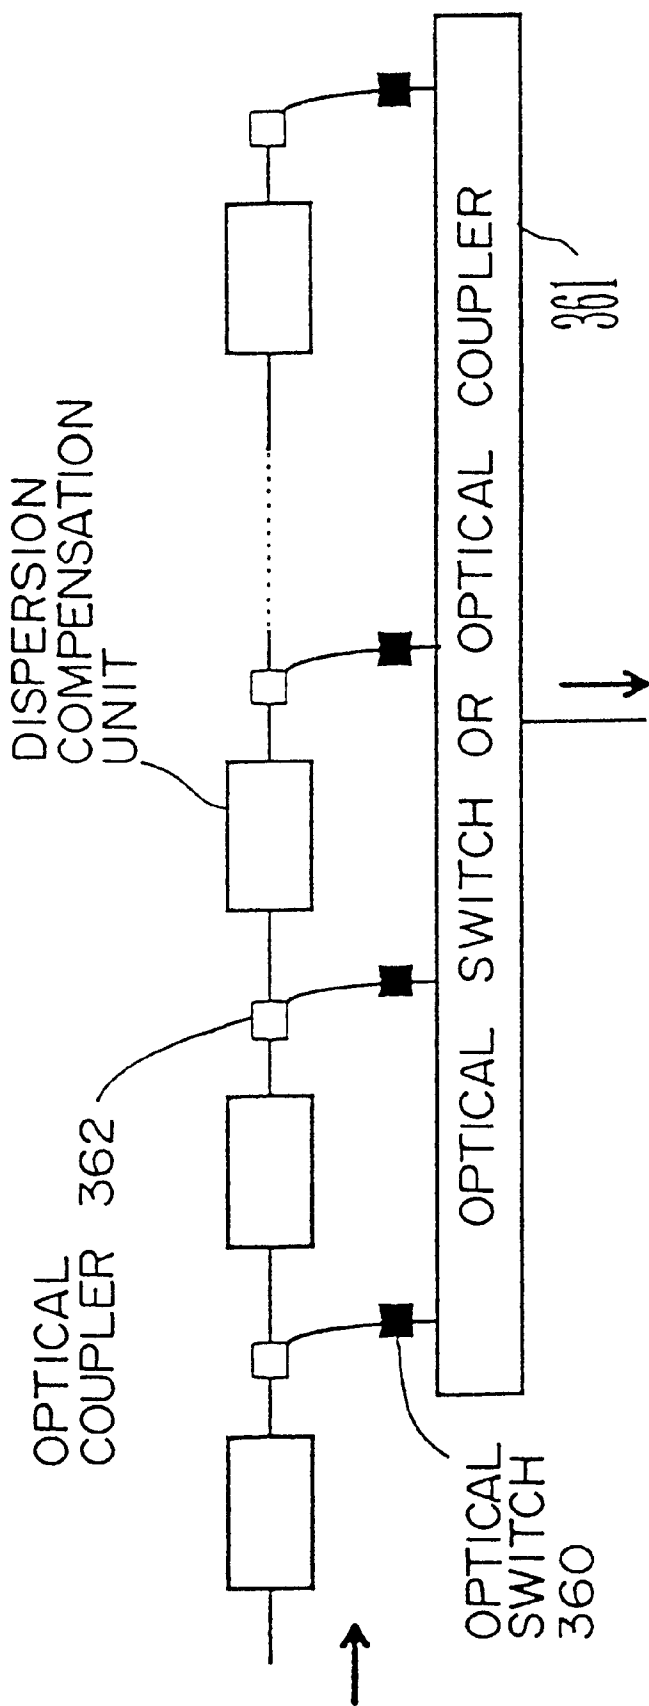 DISPERSION
COMPENSATION
UNIT
OPTICAL
COUPLER 362
OPTICAL SWITCH OR OPTICAL COUPLER
361
OPTICAL
SWITCH
360